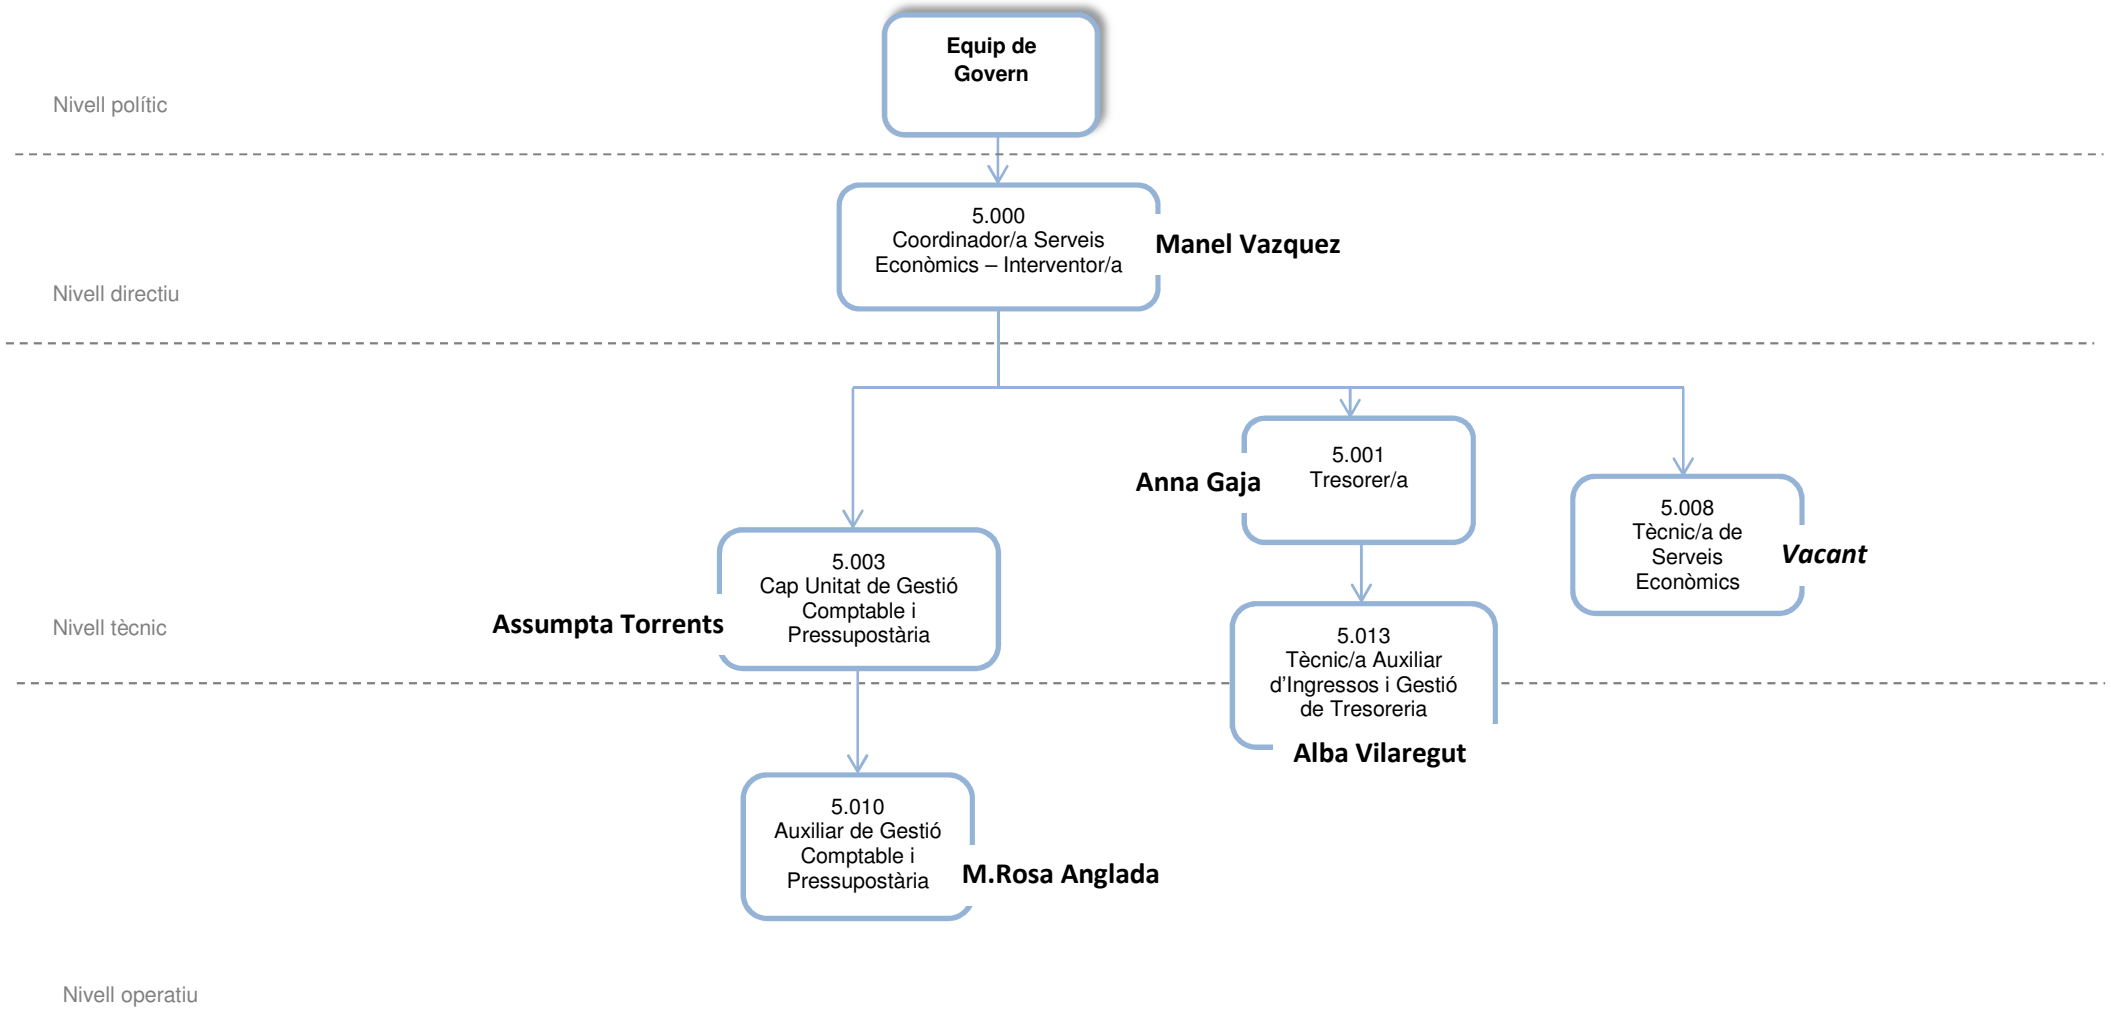 Equip de
Govern
Nivell polític
5.000
Coordinador/a Serveis
Econòmics – Interventor/a
Manel Vazquez
Nivell directiu
5.001
Tresorer/a
Anna Gaja
5.008
Tècnic/a de
Serveis
Econòmics
Vacant
5.003
Cap Unitat de Gestió
Comptable i
Pressupostària
Assumpta Torrents
Nivell tècnic
5.013
Tècnic/a Auxiliar
d’Ingressos i Gestió
de Tresoreria
Alba Vilaregut
5.010
Auxiliar de Gestió
Comptable i
Pressupostària
M.Rosa Anglada
Nivell operatiu